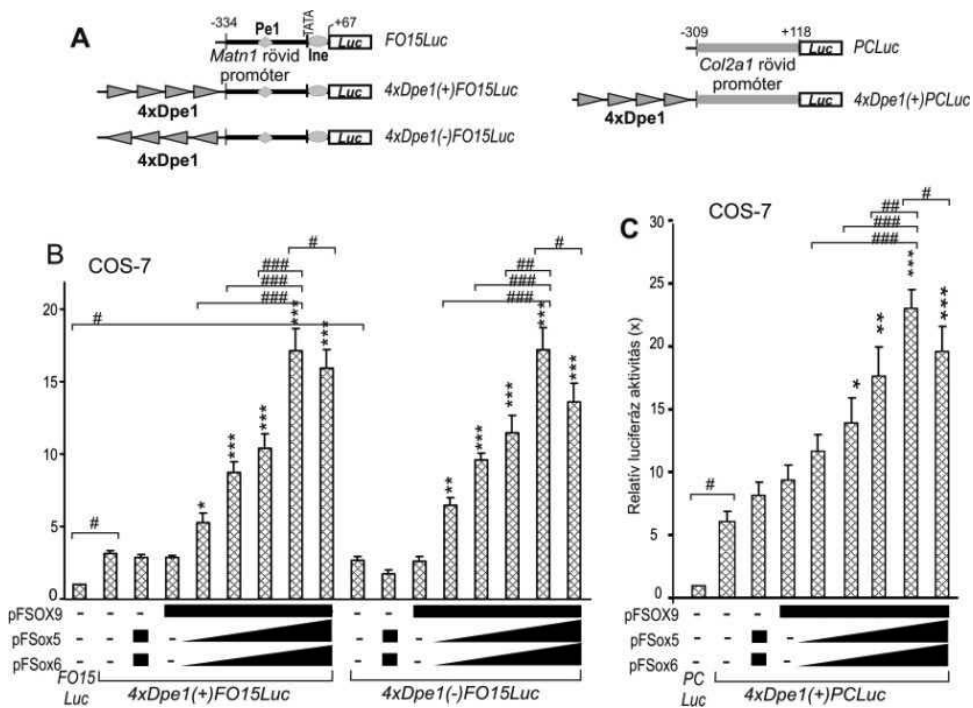 A
-334
Pe1
TATA
+67
Luc
FO15Luc
Matn1 rövid
promóter
Ine
Luc
4xDpe1(+)FO15Luc
4xDpe1
Luc
4xDpe1(-)FO15Luc
4xDpe1
-309
+118
Luc
PCLuc
Col2a1 rövid
promóter
Luc
4xDpe1(+)PCLuc
4xDpe1
B
COS-7
#
###
###
###
#
#
##
###
###
#
20
15
10
5
0
*
***
***
***
***
**
***
***
***
***
pFSOX9 - - - -
pFSox5 - - - - -
pFSox6 - - - - -
FO15
Luc
4xDpe1(+)FO15Luc
4xDpe1(-)FO15Luc
C
COS-7
#
##
###
###
Relatív luciferáz aktivitás (x)
30
25
20
15
10
5
0
#
*
**
***
***
pFSOX9 - - -
pFSox5 - - -
pFSox6 - - -
PC
Luc
4xDpe1(+)PCLuc